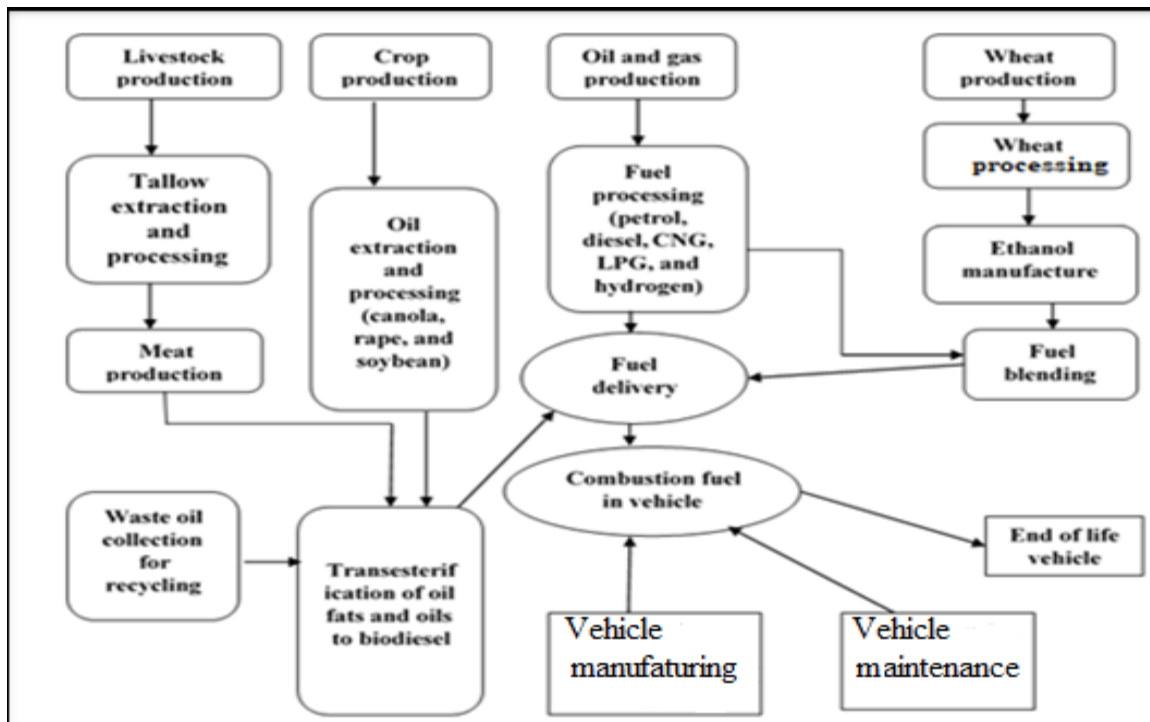 Livestock
production
Crop
production
Oil and gas
production
Wheat
production
Tallow
extraction
and
processing
Oil
extraction
and
processing
(canola,
rape, and
soybean)
Fuel
processing
(petrol,
diesel, CNG,
LPG, and
hydrogen)
Wheat
processing
Ethanol
manufacture
Meat
production
Fuel
delivery
Fuel
blending
Waste oil
collection
for
recycling
Transesterif
ication of oil
fats and oils
to biodiesel
Combustion fuel
in vehicle
End of life
vehicle
Vehicle
manufaturing
Vehicle
maintenance